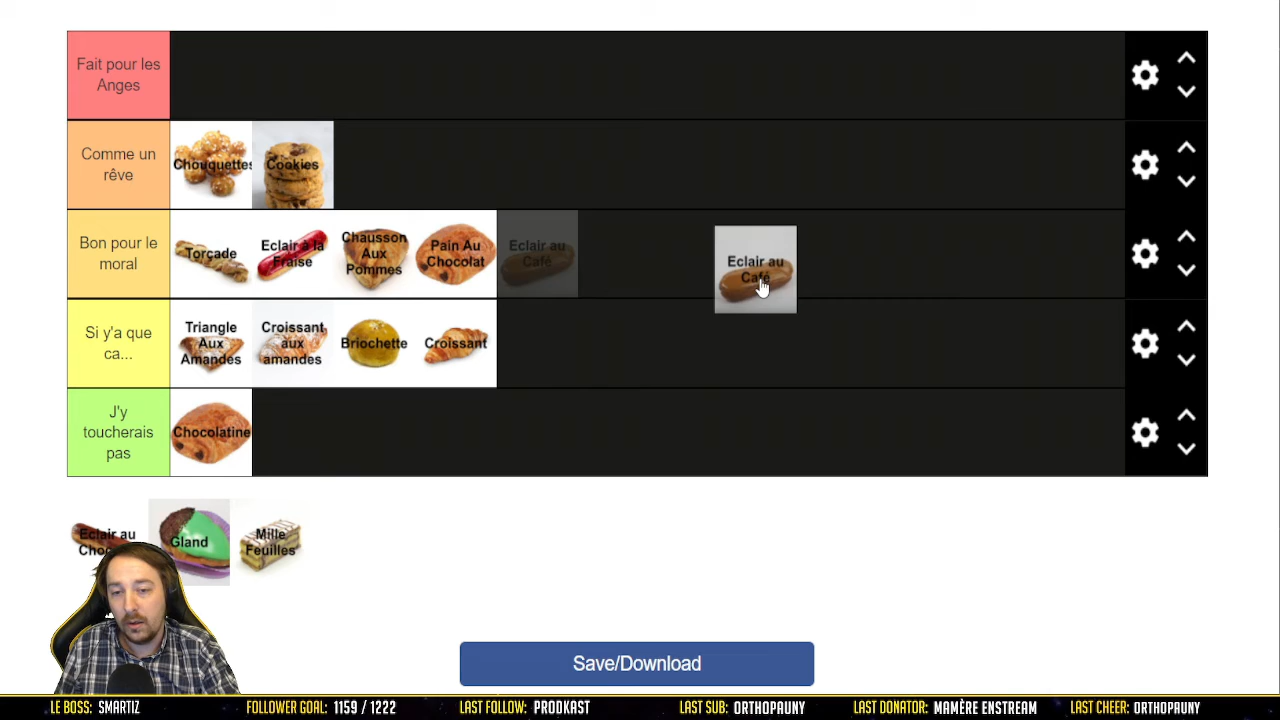 Fait pour les
Anges
Comme un
rêve
Chouquettes
Cookies
Bon pour le
moral
Torçade
Eclair à la
Fraise
Chausson
Aux
Pommes
Pain Au
Chocolat
Eclair au
Café
Eclair au
Café
Si y'a que
ca...
Triangle
Aux
Amandes
Croissant
aux
amandes
Briochette
Croissant
J'y
toucherais
pas
Chocolatine
Eclair au
Gland
Mille
Feuilles
Save/Download
LE BOSS: SMARTIZ
FOLLOWER GOAL: 1159 / 1222
LAST FOLLOW: PRODKAST
LAST SUB: ORTHOPAUNY
LAST DONATOR: MAMÈRE ENSTREAM
LAST CHEER: ORTHOPAUNY